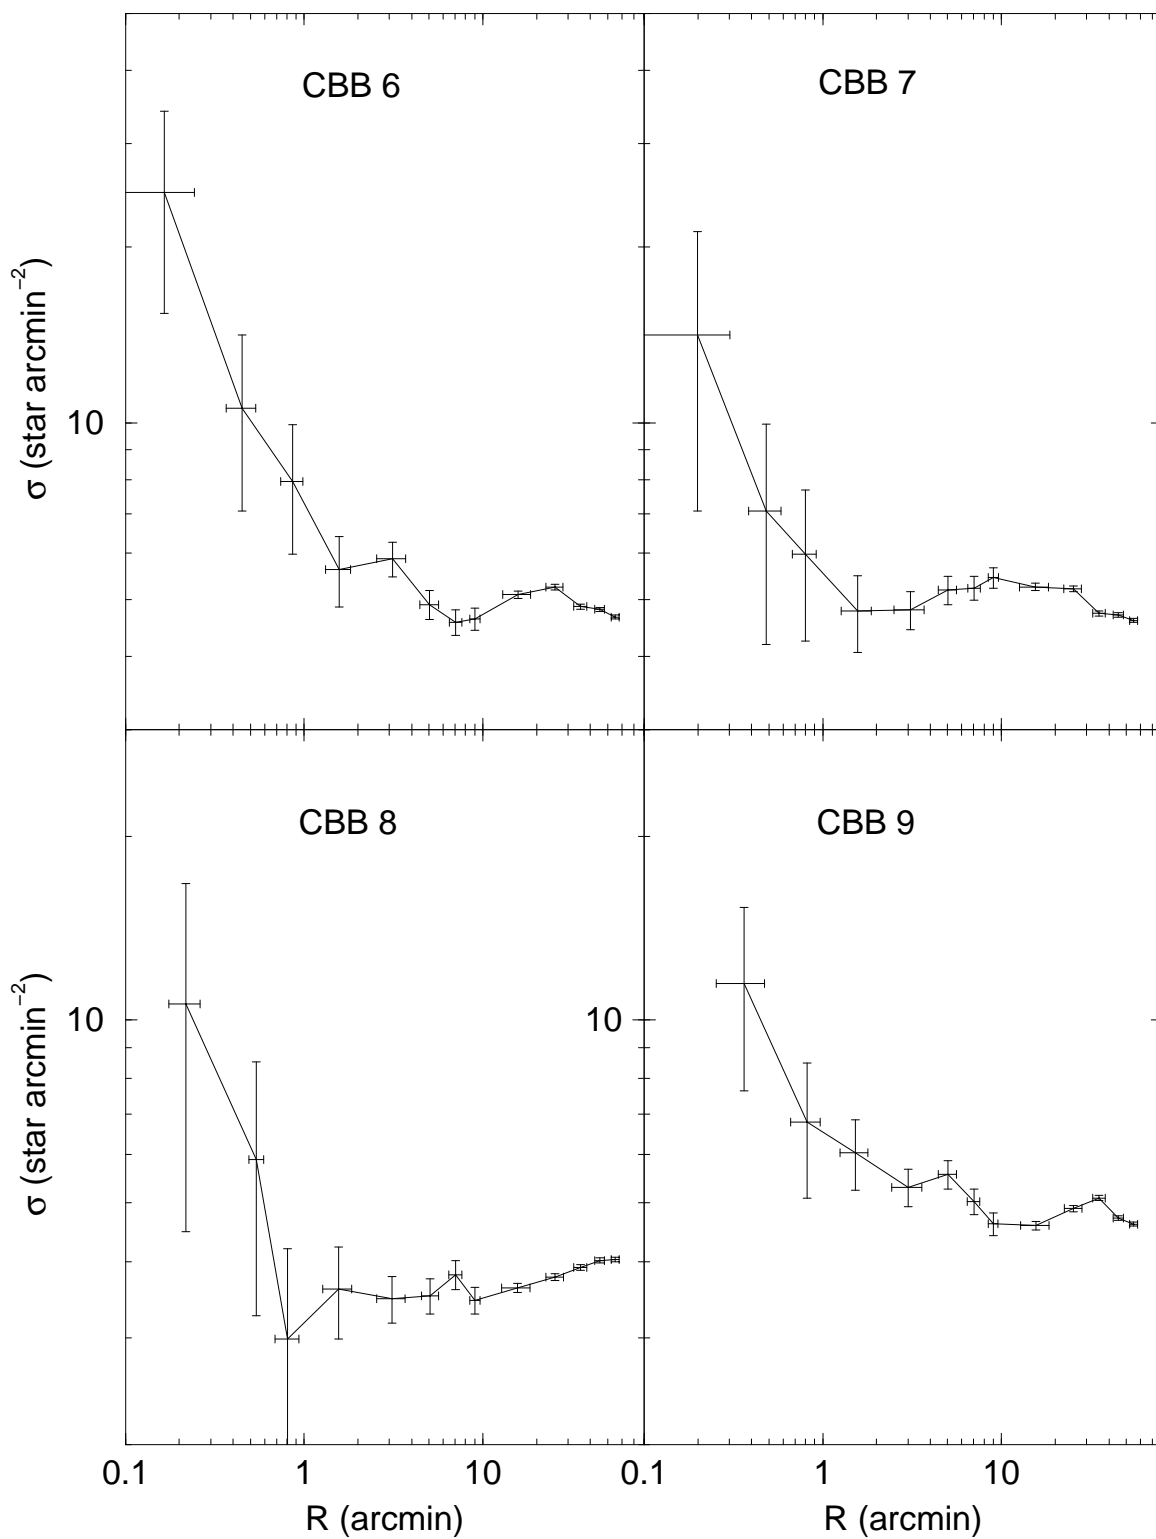 CBB 6
CBB 7
σ (star arcmin⁻²)
10
CBB 8
CBB 9
σ (star arcmin⁻²)
10
10
0.1 1 10 0.1 1 10
R (arcmin)
R (arcmin)